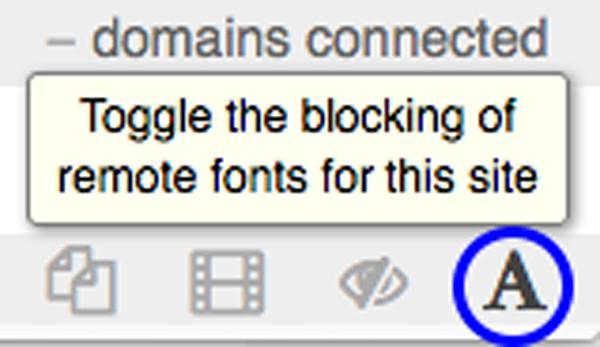 – domains connected
Toggle the blocking of
remote fonts for this site
A